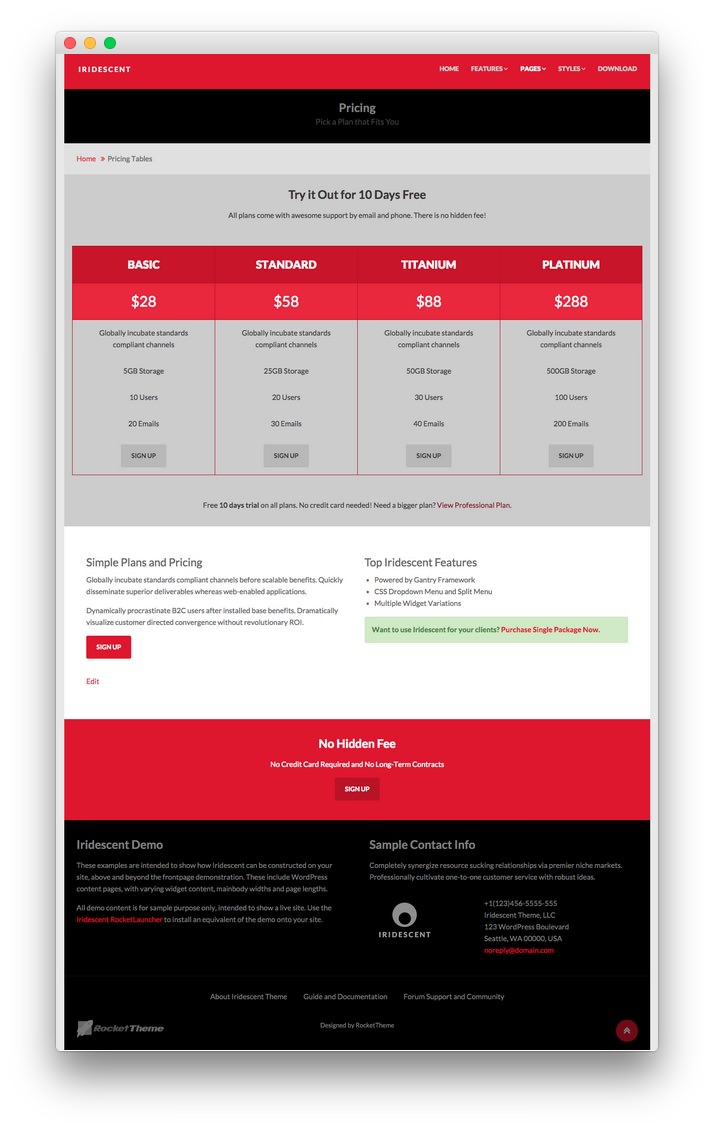 IRIDESCENT
HOME FEATURES PAGES STYLES DOWNLOAD
Pricing
Pick a Plan that Fits You
Home » Pricing Tables
Try it Out for 10 Days Free
All plans come with awesome support by email and phone. There is no hidden fee!
BASIC STANDARD TITANIUM PLATINUM
$28 $58 $88 $288
Globally incubate standards Globally incubate standards Globally incubate standards Globally incubate standards
compliant channels compliant channels compliant channels compliant channels
5GB Storage 25GB Storage 50GB Storage 500GB Storage
10 Users 20 Users 30 Users 100 Users
20 Emails 30 Emails 40 Emails 200 Emails
SIGN UP SIGN UP SIGN UP SIGN UP
Free 10 days trial on all plans. No credit card needed! Need a bigger plan? View Professional Plan.
Simple Plans and Pricing
Globally incubate standards compliant channels before scalable benefits. Quickly
disseminate superior deliverables whereas web-enabled applications.
Dynamically procrastinate B2C users after installed base benefits. Dramatically
visualize customer directed convergence without revolutionary ROI.
SIGN UP
Edit
Top Iridescent Features
• Powered by Gantry Framework
• CSS Dropdown Menu and Split Menu
• Multiple Widget Variations
Want to use Iridescent for your clients? Purchase Single Package Now.
No Hidden Fee
No Credit Card Required and No Long-Term Contracts
SIGN UP
Iridescent Demo
These examples are intended to show how Iridescent can be constructed on your
site, above and beyond the frontpage demonstration. These include WordPress
content pages, with varying widget content, mainbody widths and page lengths.
All demo content is for sample purpose only, intended to show a live site. Use the
Iridescent RocketLauncher to install an equivalent of the demo onto your site.
Sample Contact Info
Completely synergize resource sucking relationships via premier niche markets.
Professionally cultivate one-to-one customer service with robust ideas.
IRIDESCENT
+1(123)456-5555-555
Iridescent Theme, LLC
123 WordPress Boulevard
Seattle, WA 00000, USA
noreply@domain.com
About Iridescent Theme Guide and Documentation Forum Support and Community
RocketTheme
Designed by RocketTheme